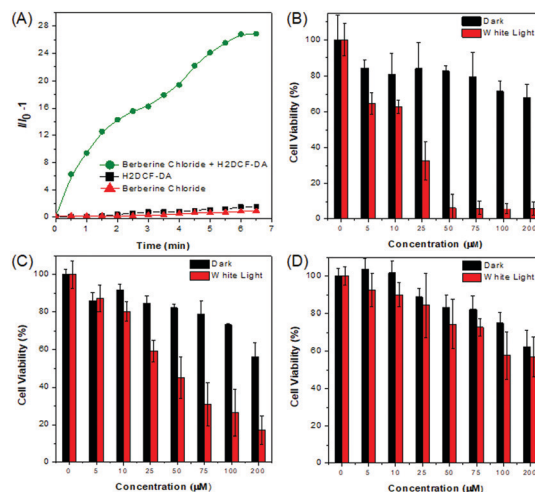 (A)
I/I0 -1
28
24
20
16
12
8
4
0
Berberine Chloride + H2DCF-DA
H2DCF-DA
Berberine Chloride
0 1 2 3 4 5 6 7
Time (min)
(B)
Cell Viability (%)
100
80
60
40
20
0
Dark
White Light
0 5 10 25 50 75 100 200
Concentration (μM)
(C)
Cell Viability (%)
100
80
60
40
20
0
Dark
White Light
0 5 10 25 50 75 100 200
Concentration (μM)
(D)
Cell Viability (%)
100
80
60
40
20
0
Dark
White Light
0 5 10 25 50 75 100 200
Concentration (μM)